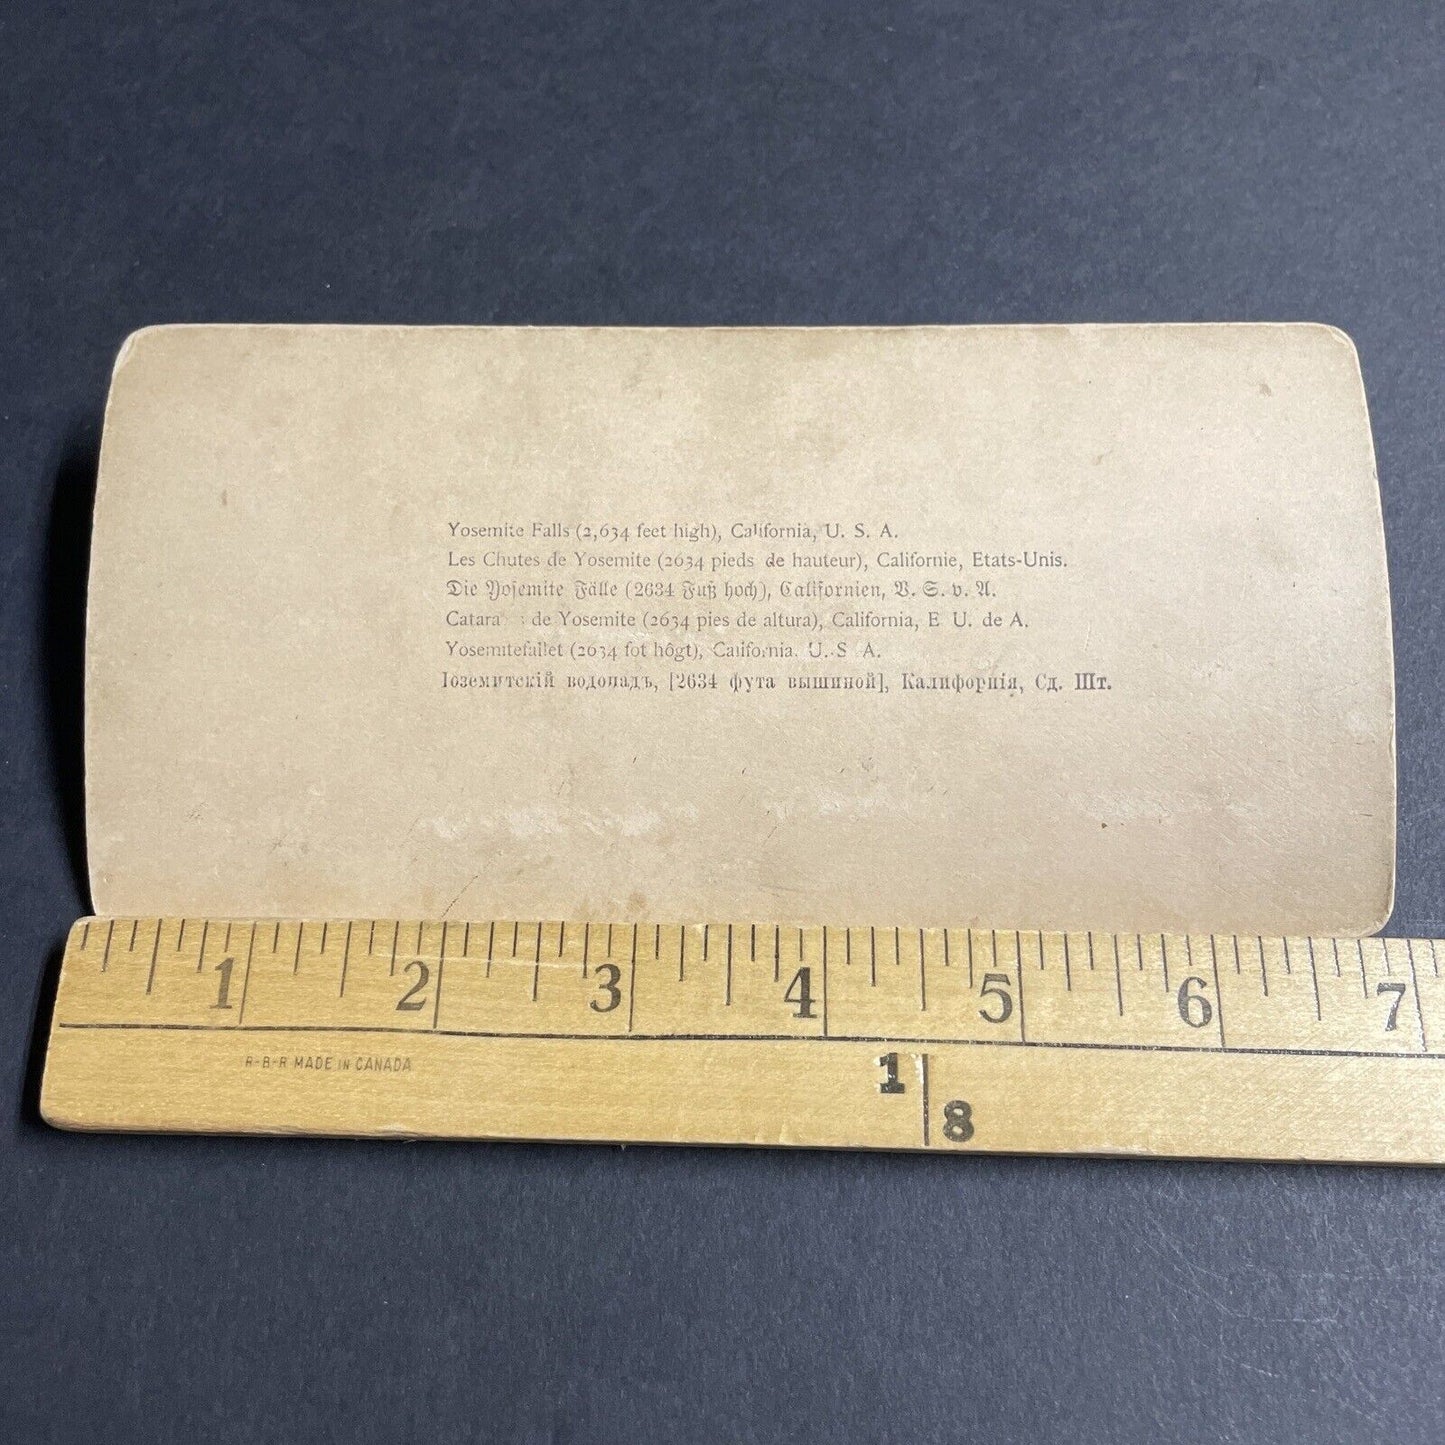 Yosemite Falls (2,634 feet high), California, U. S. A.
Les Chutes de Yosemite (2634 pieds de hauteur), Californie, Etats-Unis.
Die Yosemite Fälle (2634 Fuß hoch), Californien, V. S. v. A.
de Yosemite (2634 pies de altura), California, E U. de A.
Yosemitefallet (2634 fot hôgt), California. U. S A.
Іоземитскій водопадъ, [2634 фута вышиной], Калифорнія, Сд. Шт.
1 2 3 4 5 6 7
R-B-R MADE IN CANADA
1
8